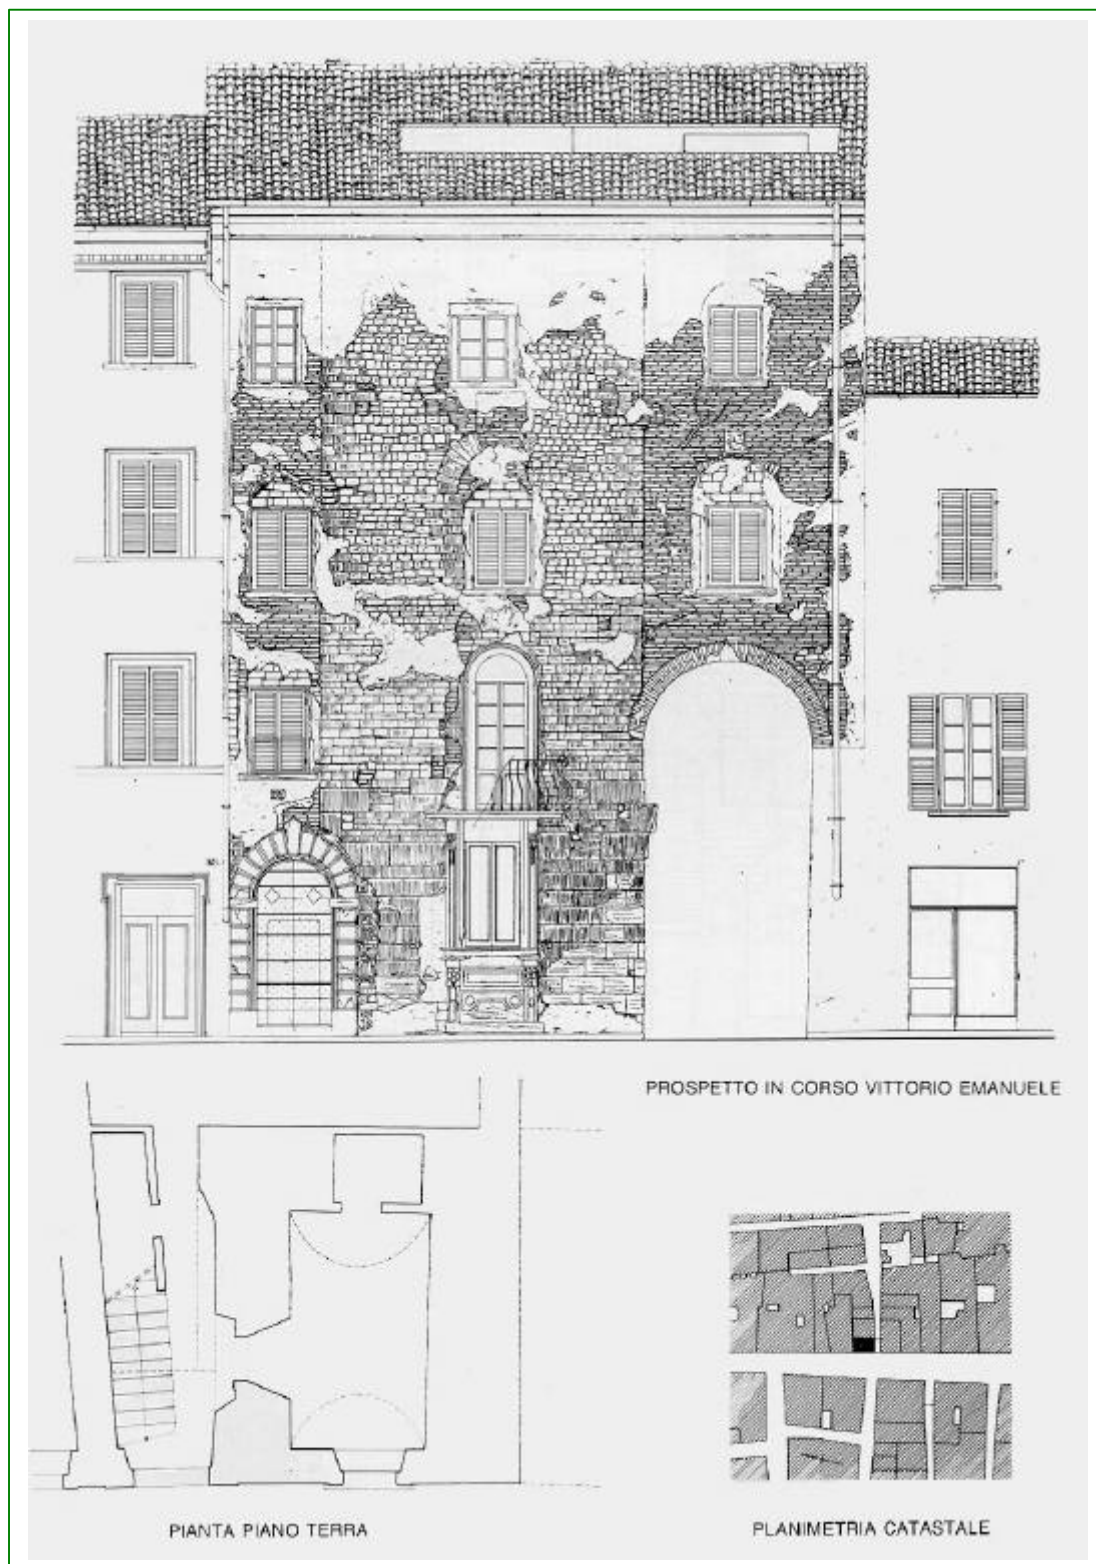 PROSPETTO IN CORSO VITTORIO EMANUELE
PIANTA PIANO TERRA
PLANIMETRIA CATASTALE